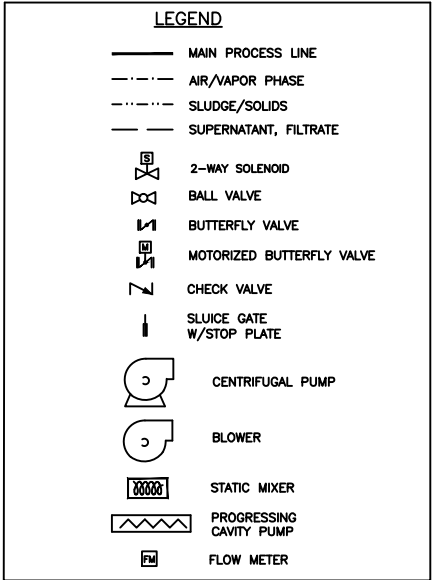 LEGEND
MAIN PROCESS LINE
AIR/VAPOR PHASE
SLUDGE/SOLIDS
SUPERNATANT, FILTRATE
S
2-WAY SOLENOID
BALL VALVE
BUTTERFLY VALVE
M
MOTORIZED BUTTERFLY VALVE
CHECK VALVE
SLUICE GATE
W/STOP PLATE
CENTRIFUGAL PUMP
BLOWER
STATIC MIXER
PROGRESSING
CAVITY PUMP
FM FLOW METER